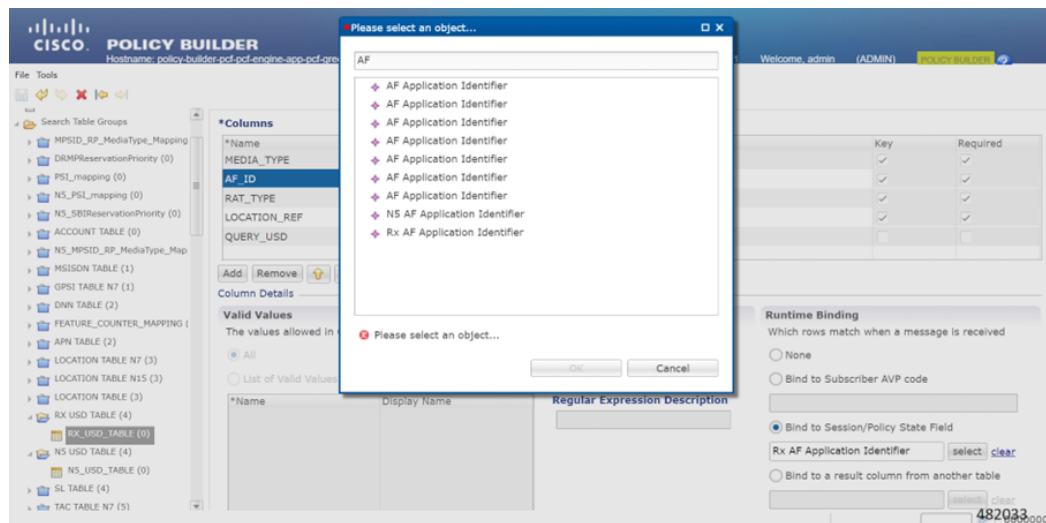 CISCO.
POLICY BUILDER
Hostname: policy-builder-pcf-pcf-engine-app-pcf-gre
Welcome, admin (ADMIN) POLICY BUILDER
File Tools
Search Table Groups
MPSID_RP_MediaType_Mapping
DRMPReservationPriority (0)
PSI_mapping (0)
N5_PSI_mapping (0)
N5_SBIReservationPriority (0)
ACCOUNT TABLE (0)
N5_MPSID_RP_MediaType_Map
MSISDN TABLE (1)
GPSI TABLE N7 (1)
DNN TABLE (2)
FEATURE_COUNTER_MAPPING (
APN TABLE (2)
LOCATION TABLE N7 (3)
LOCATION TABLE N15 (3)
LOCATION TABLE (3)
RX USD TABLE (4)
RX_USD_TABLE (0)
N5 USD TABLE (4)
N5_USD_TABLE (0)
SL TABLE (4)
TAC TABLE N7 (5)
*Columns
*Name Key Required
MEDIA_TYPE
AF_ID
RAT_TYPE
LOCATION_REF
QUERY_USD
Add Remove
Column Details
Valid Values
The values allowed in
All
List of Valid Values
*Name Display Name
Please select an object...
AF
AF Application Identifier
AF Application Identifier
AF Application Identifier
AF Application Identifier
AF Application Identifier
AF Application Identifier
AF Application Identifier
N5 AF Application Identifier
Rx AF Application Identifier
Please select an object...
OK Cancel
Regular Expression Description
Runtime Binding
Which rows match when a message is received
None
Bind to Subscriber AVP code
Bind to Session/Policy State Field
Rx AF Application Identifier select clear
Bind to a result column from another table
select clear
482033